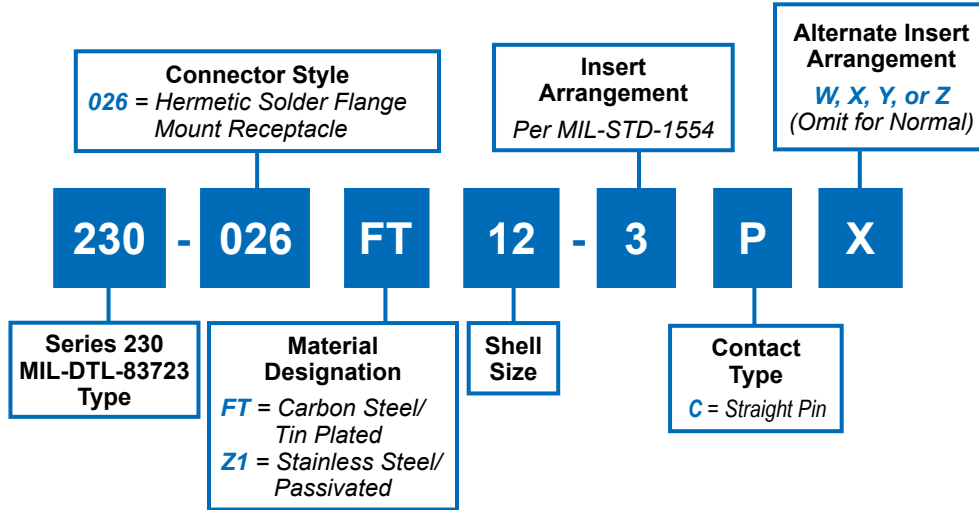 Connector Style
026 = Hermetic Solder Flange
Mount Receptacle
Insert
Arrangement
Per MIL-STD-1554
Alternate Insert
Arrangement
W, X, Y, or Z
(Omit for Normal)
230 - 026 FT 12 - 3 P X
Series 230
MIL-DTL-83723
Type
Material
Designation
FT = Carbon Steel/
Tin Plated
Z1 = Stainless Steel/
Passivated
Shell
Size
Contact
Type
C = Straight Pin